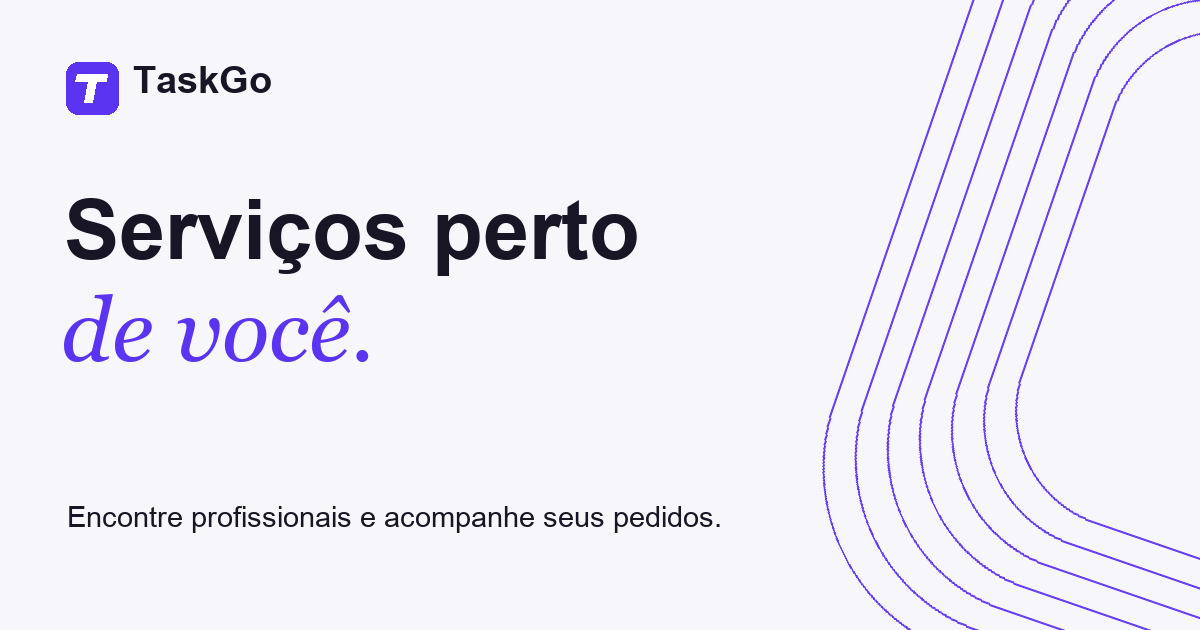 T TaskGo
Serviços perto
de você.
Encontre profissionais e acompanhe seus pedidos.